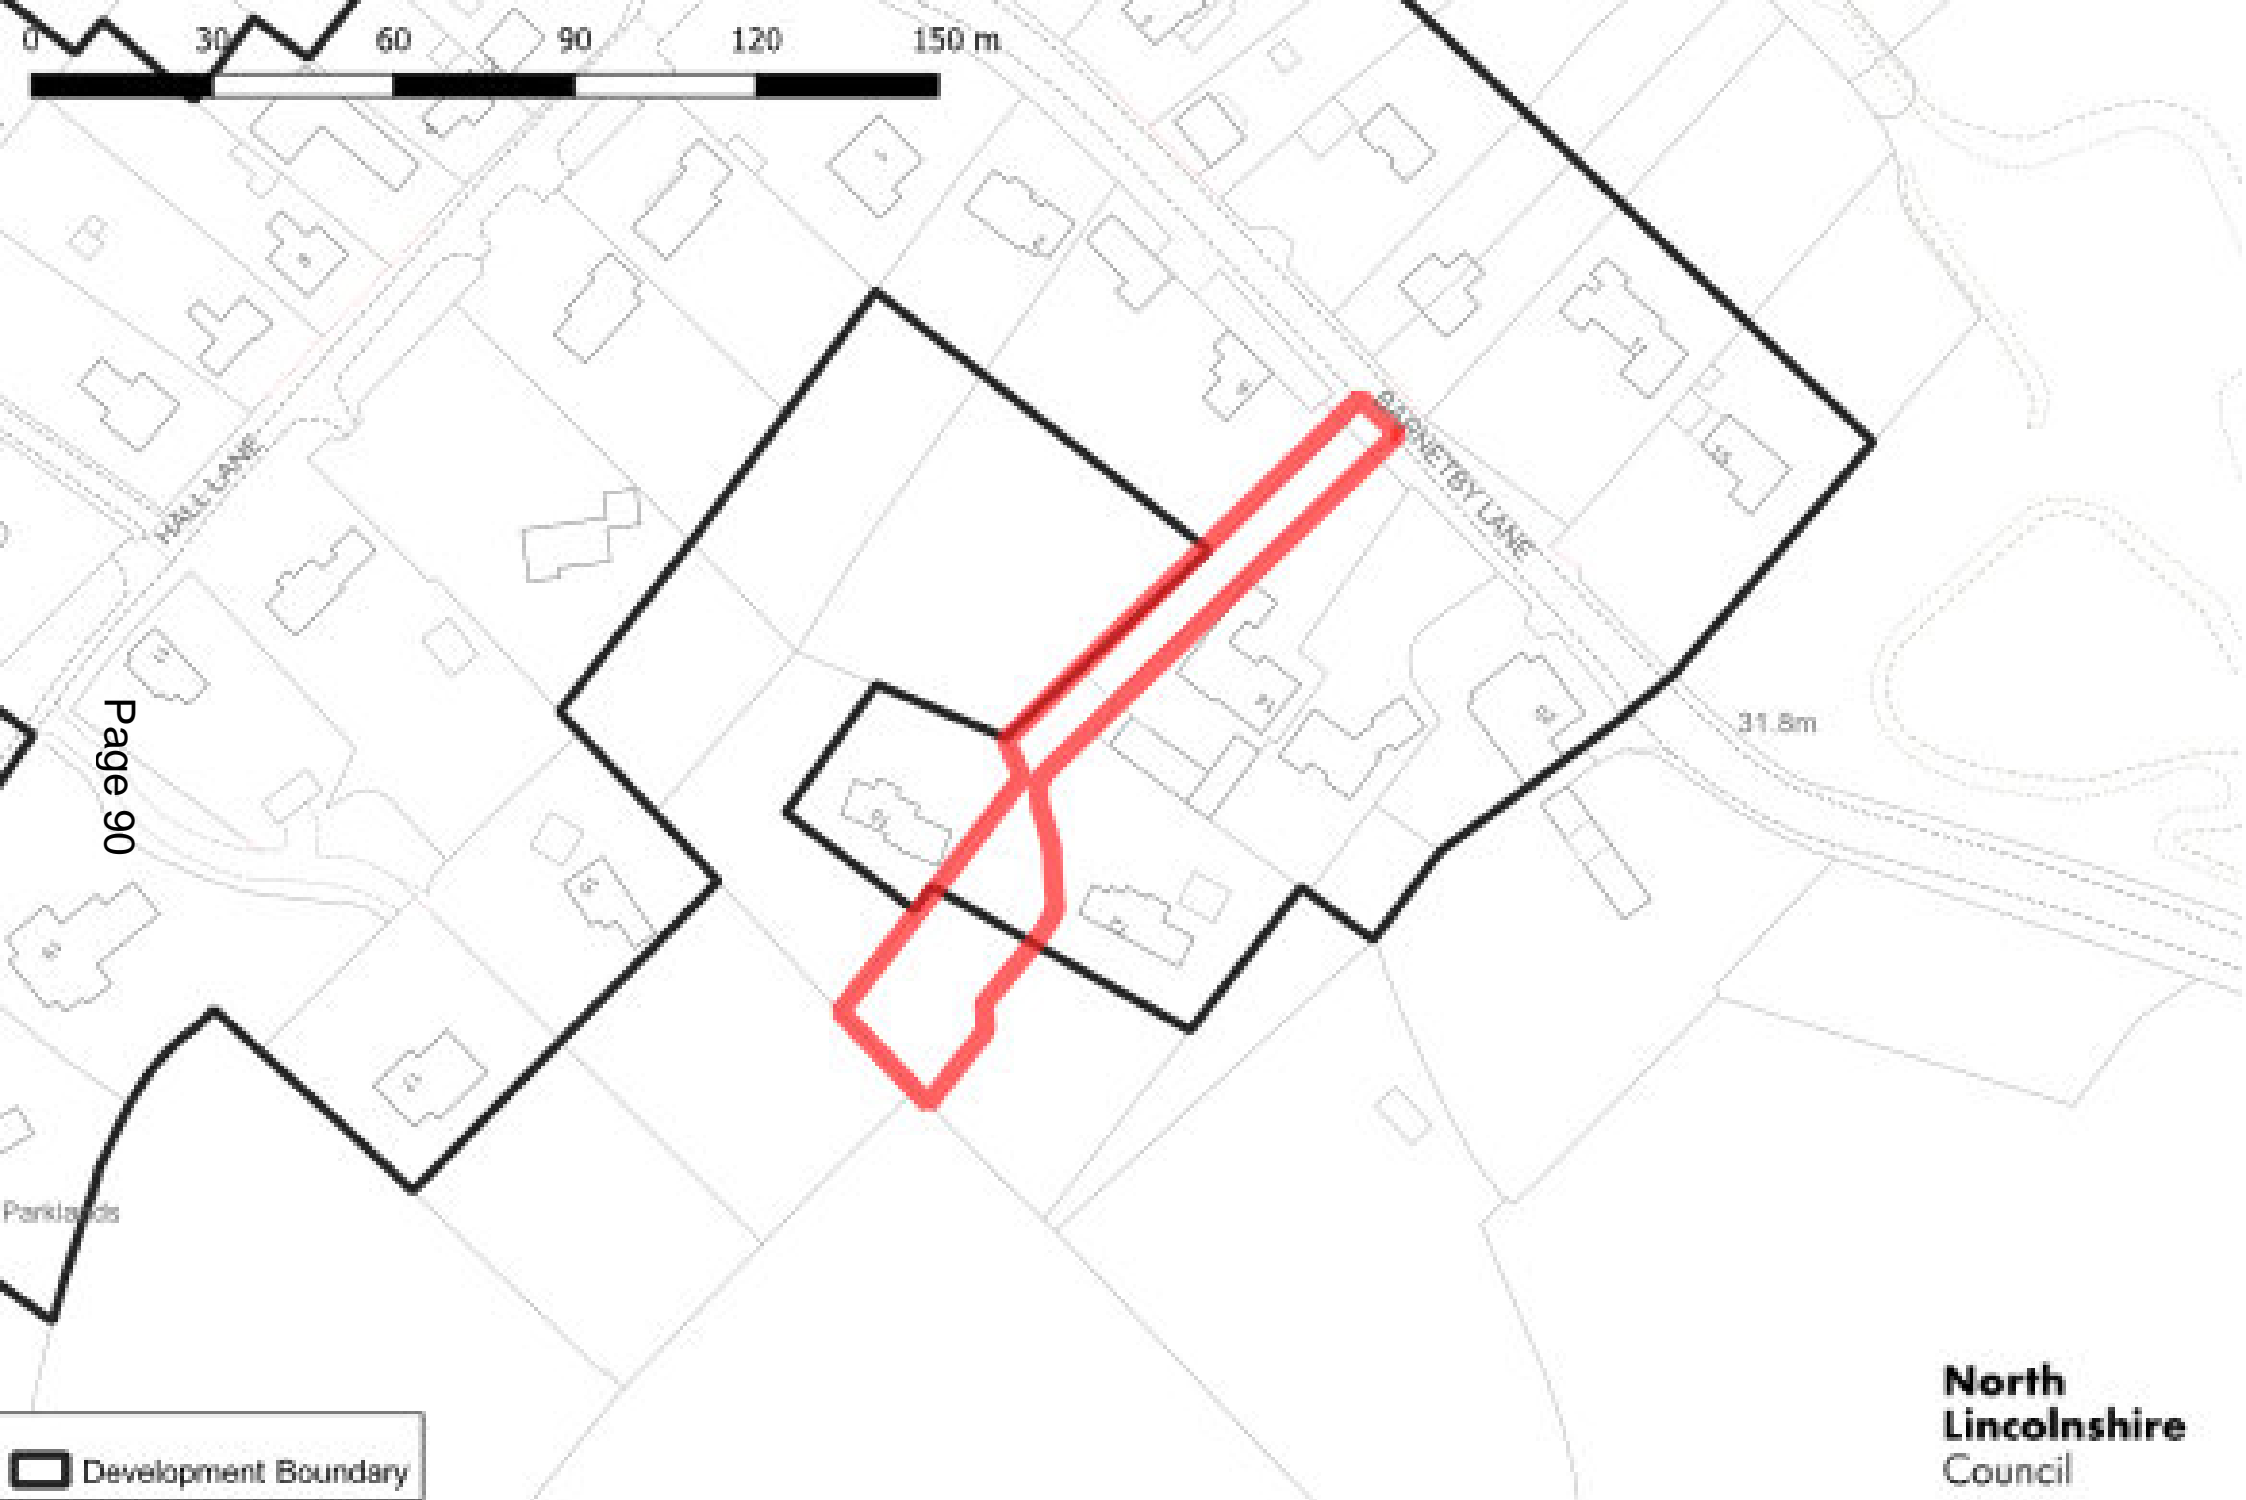 0 30 60 90 120 150 m
BARNETBY LANE
HALL LANE
31.8m
Page 90
Parklands
Development Boundary
North
Lincolnshire
Council